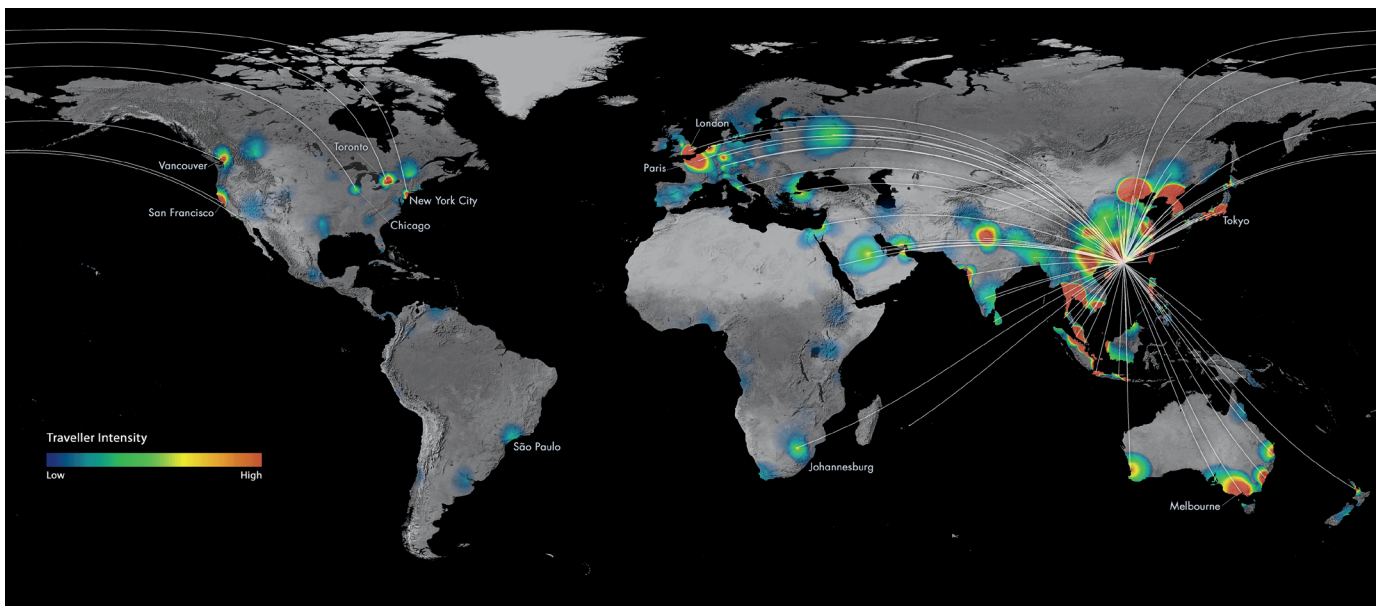 London
Toronto
Vancouver
Paris
New York City
San Francisco
Tokyo
Chicago
Traveller Intensity
São Paulo
Low
High
Johannesburg
Melbourne